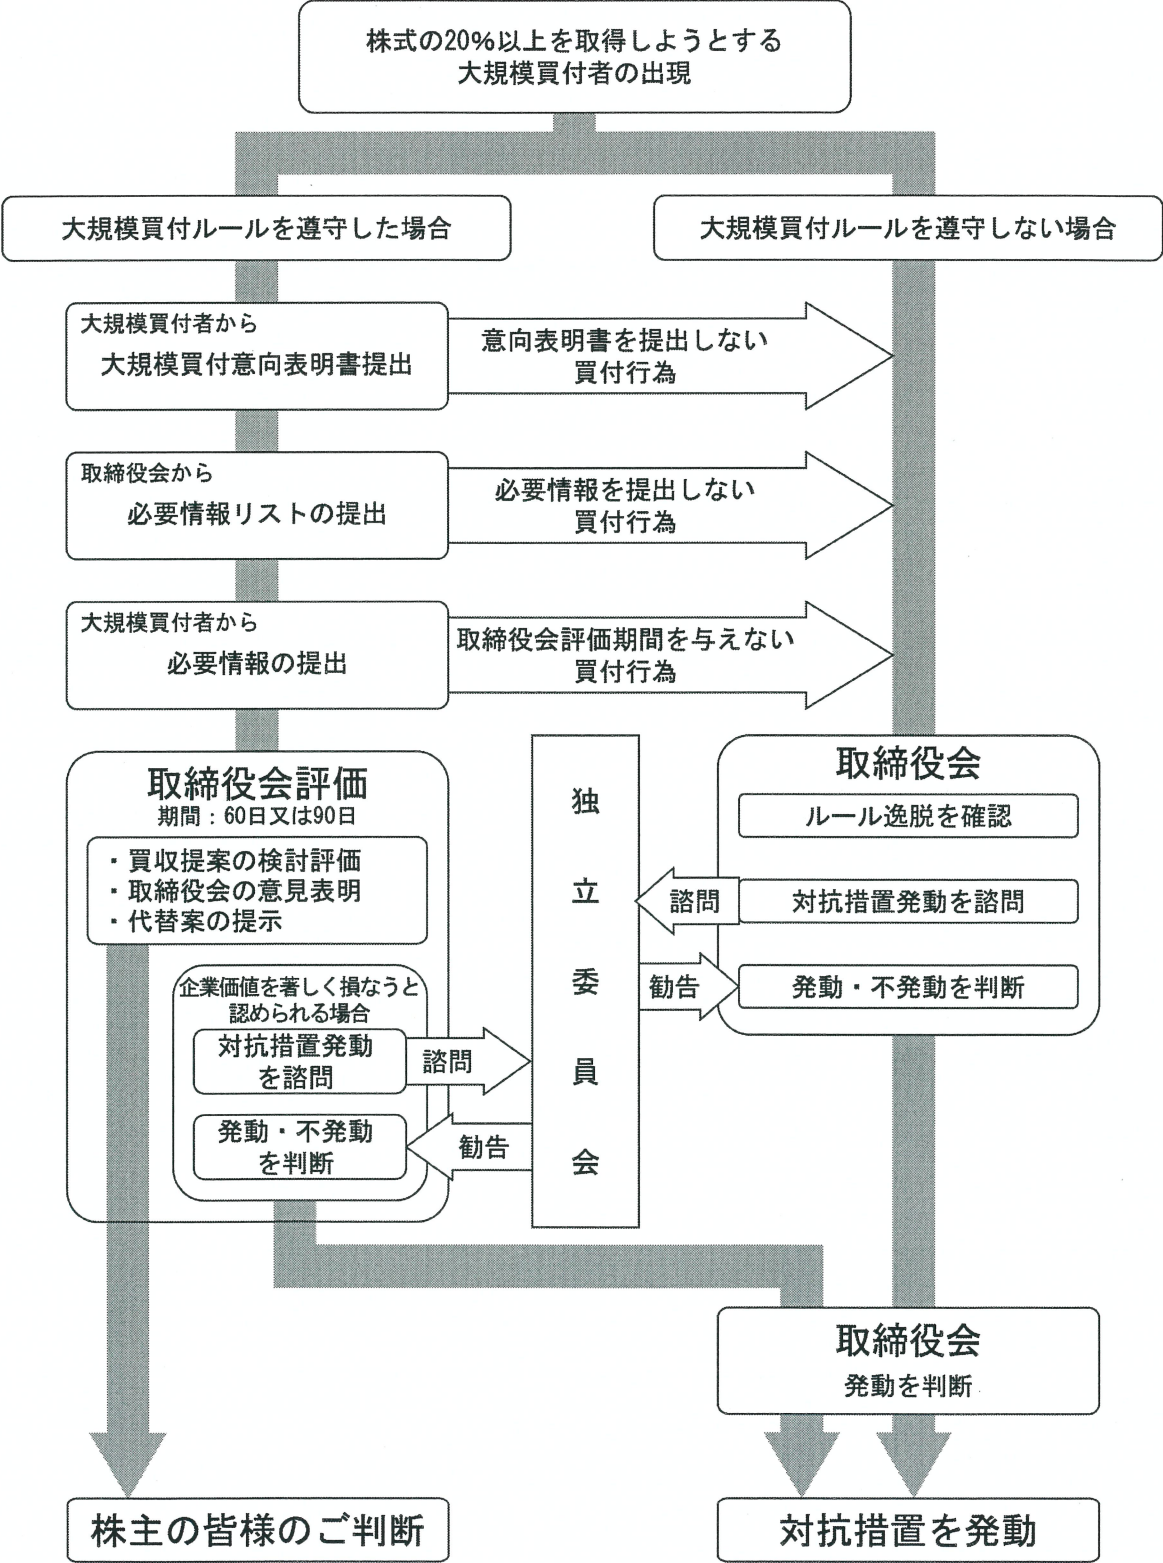 株式の20％以上を取得しようとする
大規模買付者の出現
大規模買付ルールを遵守した場合
大規模買付ルールを遵守しない場合
大規模買付者から
大規模買付意向表明書提出
意向表明書を提出しない
買付行為
取締役会から
必要情報リストの提出
必要情報を提出しない
買付行為
大規模買付者から
必要情報の提出
取締役会評価期間を与えない
買付行為
取締役会評価
期間：60日又は90日
・買収提案の検討評価
・取締役会の意見表明
・代替案の提示
企業価値を著しく損なうと
認められる場合
対抗措置発動
を諮問
諮問
発動・不発動
を判断
勧告
独立委員会
取締役会
ルール逸脱を確認
諮問
対抗措置発動を諮問
勧告
発動・不発動を判断
取締役会
発動を判断
株主の皆様のご判断
対抗措置を発動